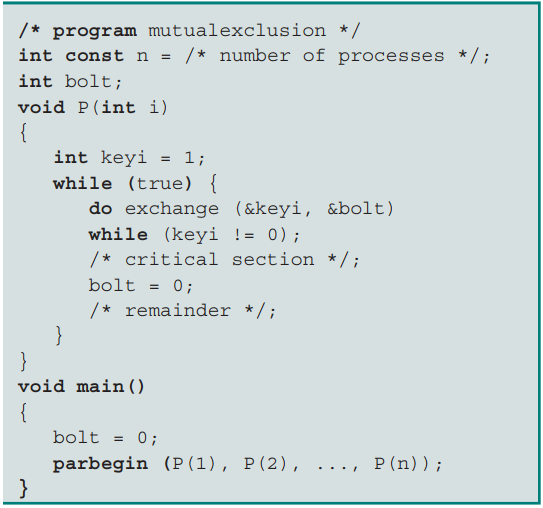 /* program mutualexclusion */
int const n = /* number of processes */;
int bolt;
void P(int i)
{
int keyi = 1;
while (true) {
do exchange (&keyi, &bolt)
while (keyi != 0);
/* critical section */;
bolt = 0;
/* remainder */;
}
}
void main()
{
bolt = 0;
parbegin (P(1), P(2), ..., P(n));
}